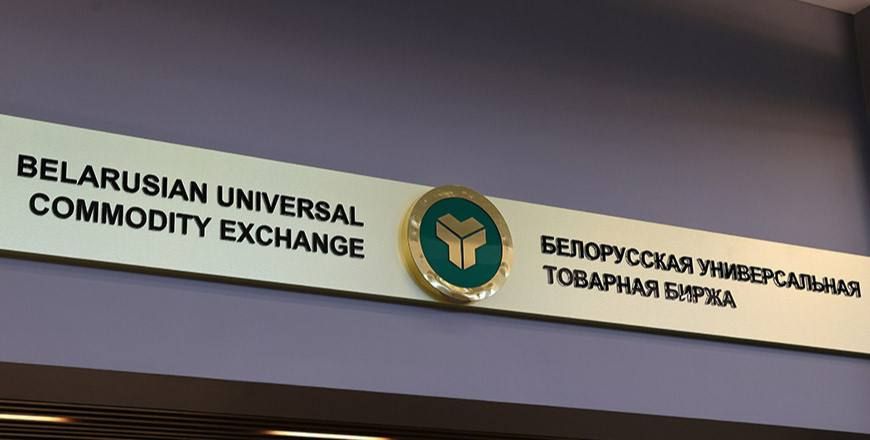 BELARUSIAN UNIVERSAL
COMMODITY EXCHANGE
БЕЛОРУССКАЯ УНИВЕРСАЛЬНАЯ
ТОВАРНАЯ БИРЖА